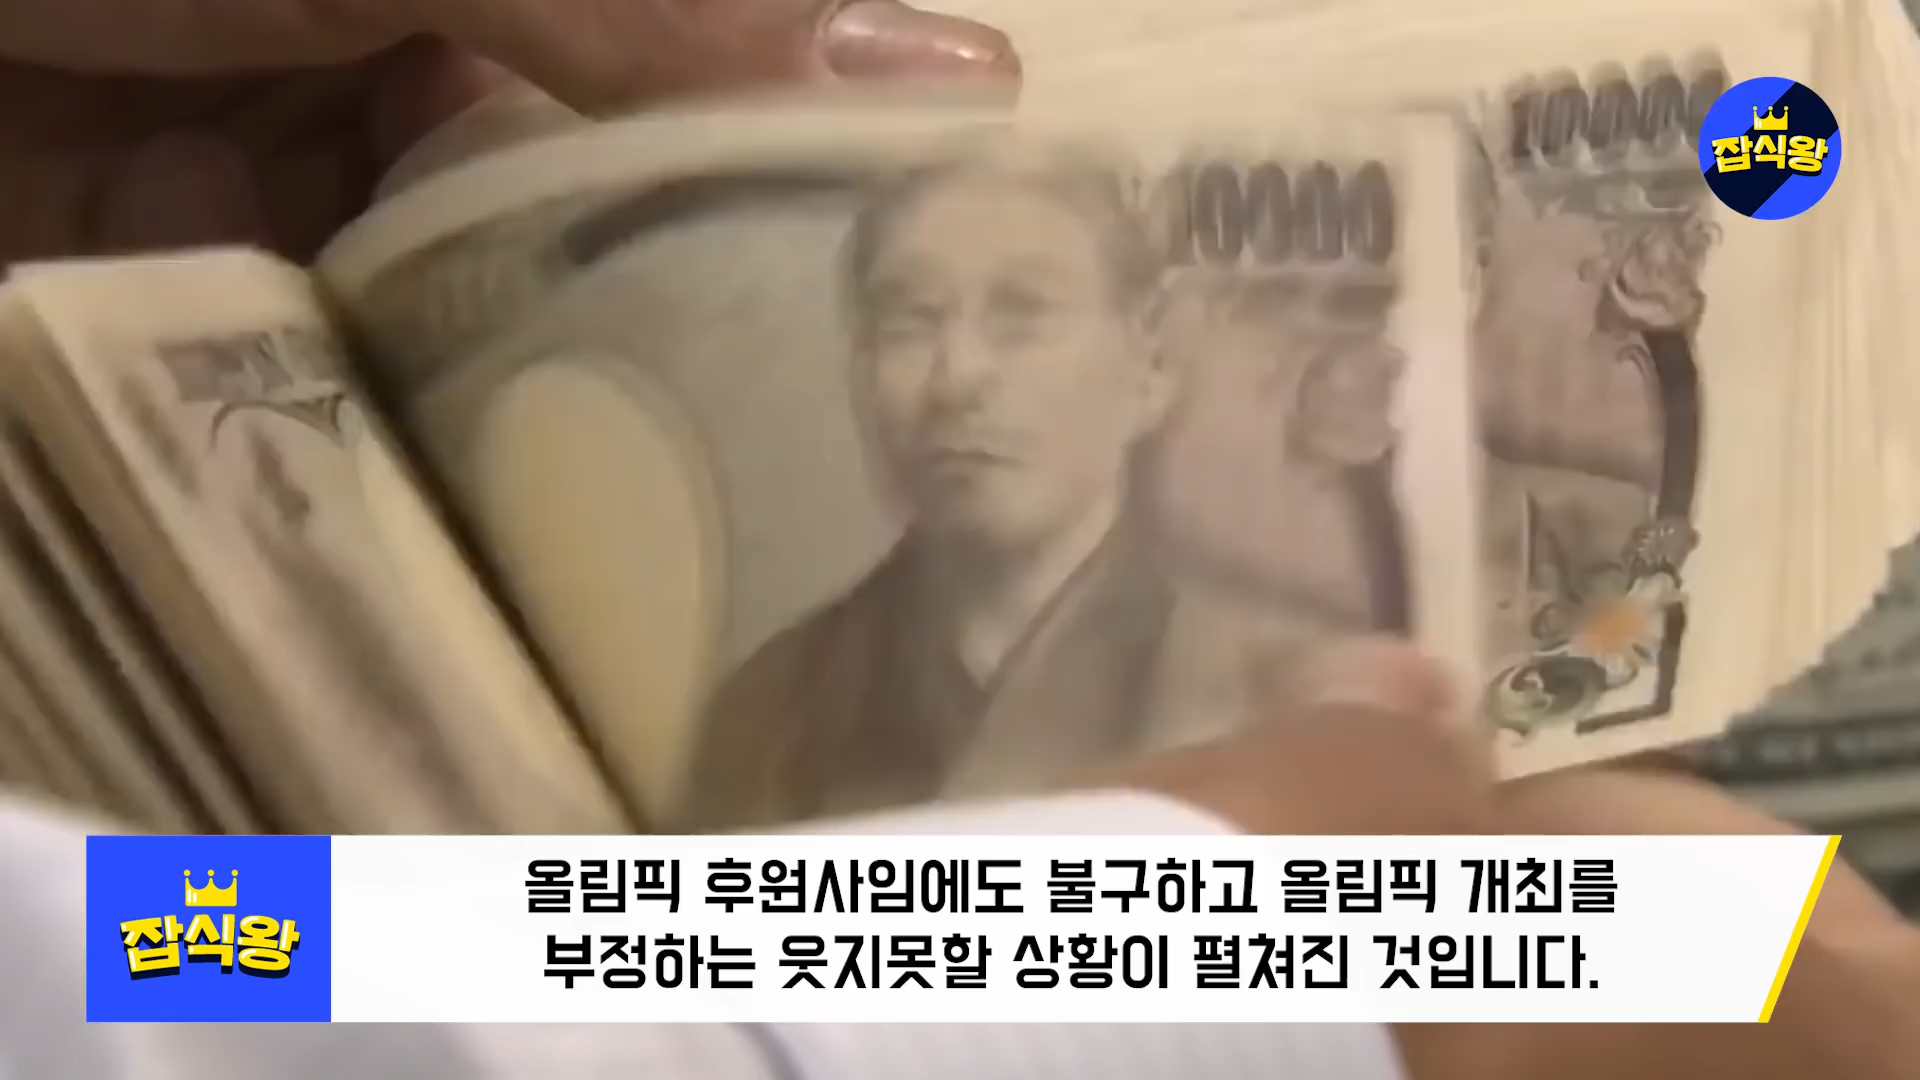 10000
10000
잡식왕
잡식왕
올림픽 후원사임에도 불구하고 올림픽 개최를
부정하는 웃지못할 상황이 펼쳐진 것입니다.